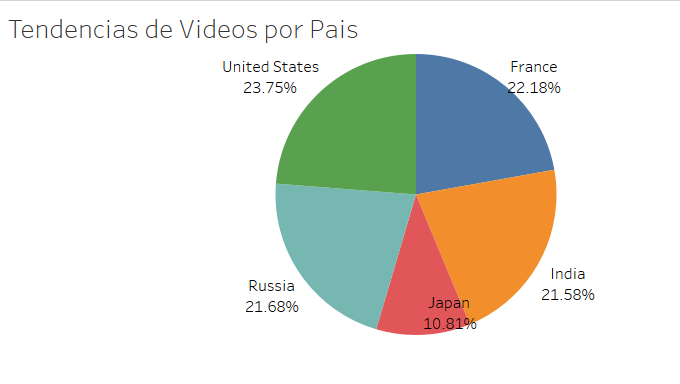 Tendencias de Videos por Pais
United States
23.75%
France
22.18%
India
21.58%
Russia
21.68%
Japan
10.81%